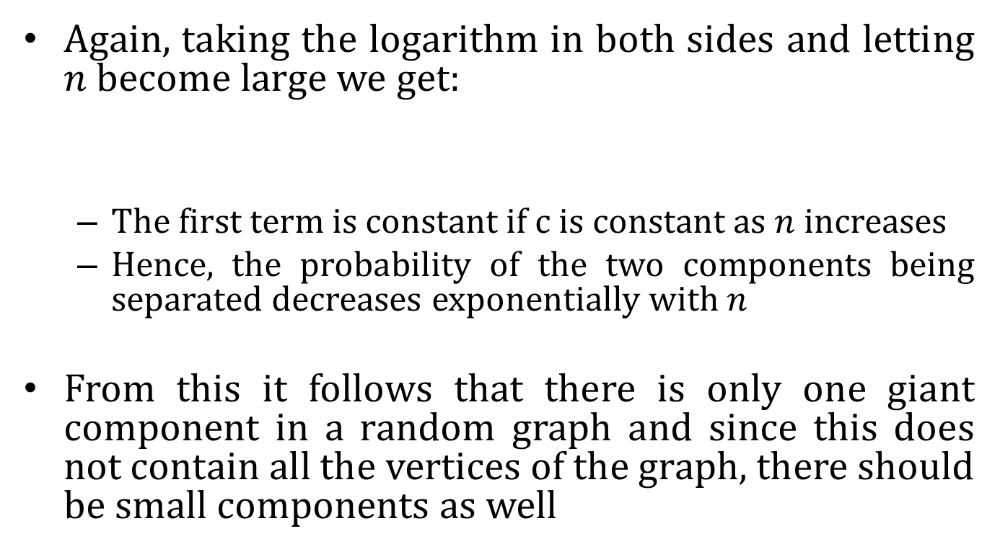 • Again, taking the logarithm in both sides and letting
n become large we get:
– The first term is constant if c is constant as n increases
– Hence, the probability of the two components being
separated decreases exponentially with n
• From this it follows that there is only one giant
component in a random graph and since this does
not contain all the vertices of the graph, there should
be small components as well